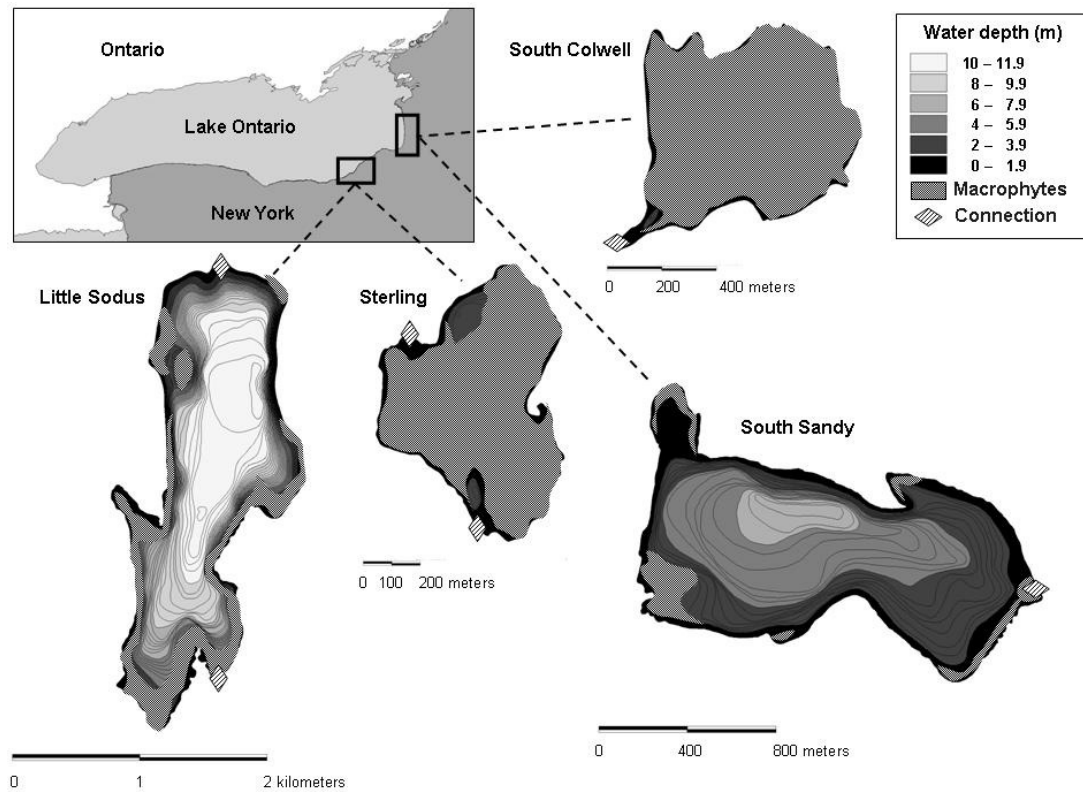 Ontario
Lake Ontario
New York
South Colwell
0 200 400 meters
Water depth (m)
10 – 11.9
8 – 9.9
6 – 7.9
4 – 5.9
2 – 3.9
0 – 1.9
Macrophytes
Connection
Little Sodus
0 1 2 kilometers
Sterling
0 100 200 meters
South Sandy
0 400 800 meters